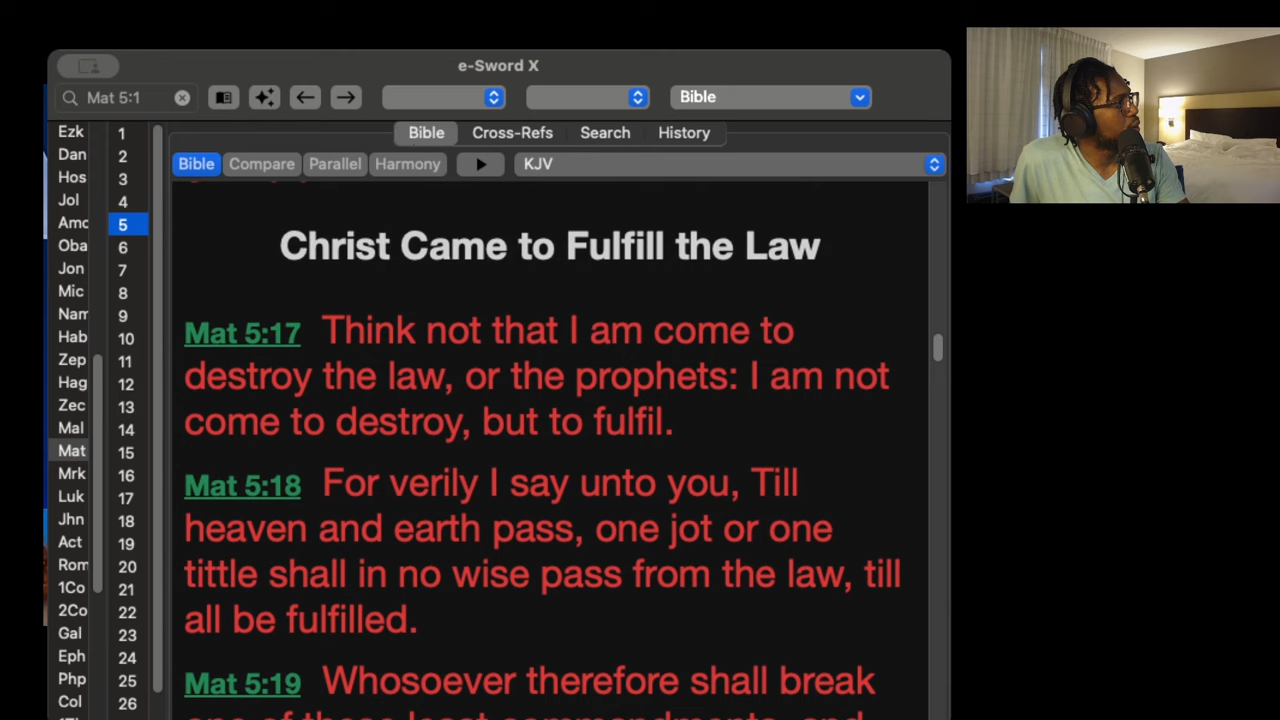 e-Sword X
Mat 5:1
Bible
Bible Cross-Refs Search History
Bible Compare Parallel Harmony KJV
Ezk
Dan
Hos
Jol
Amo
Oba
Jon
Mic
Nam
Hab
Zep
Hag
Zec
Mal
Mat
Mrk
Luk
Jhn
Act
Rom
1Co
2Co
Gal
Eph
Php
Col
1
2
3
4
5
6
7
8
9
10
11
12
13
14
15
16
17
18
19
20
21
22
23
24
25
26
Christ Came to Fulfill the Law
Mat 5:17 Think not that I am come to
destroy the law, or the prophets: I am not
come to destroy, but to fulfil.
Mat 5:18 For verily I say unto you, Till
heaven and earth pass, one jot or one
tittle shall in no wise pass from the law, till
all be fulfilled.
Mat 5:19 Whosoever therefore shall break
one of these least commandments, and